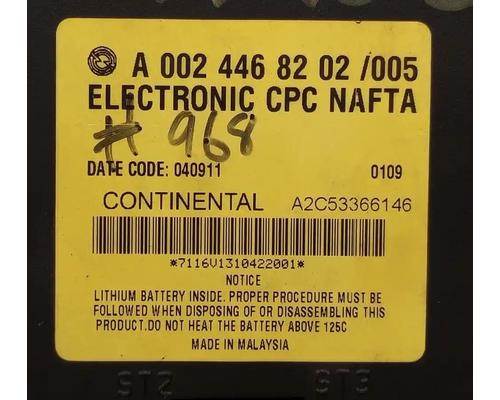 A 002 446 82 02 /005
ELECTRONIC CPC NAFTA
# 968
DATE CODE: 040911 0109
CONTINENTAL A2C53366146
*7116V1310422001*
NOTICE
LITHIUM BATTERY INSIDE. PROPER PROCEDURE MUST BE
FOLLOWED WHEN DISPOSING OF OR DISASSEMBLING THIS
PRODUCT.DO NOT HEAT THE BATTERY ABOVE 125C
MADE IN MALAYSIA
ST2 ST3